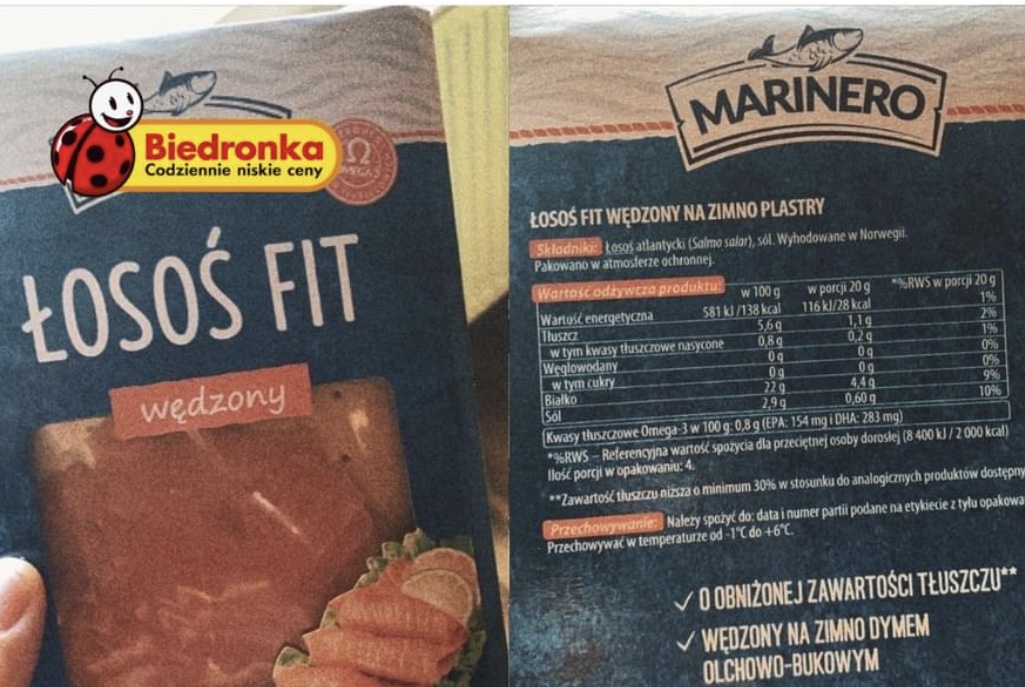 Biedronka
Codziennie niskie ceny
Ω
OMEGA 3
ŁOSOŚ FIT
wędzony
MARINERO
ŁOSOŚ FIT WĘDZONY NA ZIMNO PLASTRY
Składniki: Łosoś atlantycki (Salmo salar), sól. Wyhodowane w Norwegii.
Pakowano w atmosferze ochronnej.
Wartość odżywcza produktu: w 100 g w porcji 20 g *%RWS w porcji 20 g
Wartość energetyczna 581 kJ/138 kcal 116 kJ/28 kcal 1%
Tłuszcz 5,6 g 1,1 g 2%
w tym kwasy tłuszczowe nasycone 0,8 g 0,2 g 1%
Węglowodany 0 g 0 g 0%
w tym cukry 0 g 0 g 0%
Białko 22 g 4,4 g 9%
Sól 2,9 g 0,60 g 10%
Kwasy tłuszczowe Omega-3 w 100 g: 0,8 g (EPA: 154 mg i DHA: 283 mg)
*%RWS – Referencyjna wartość spożycia dla przeciętnej osoby dorosłej (8 400 kJ / 2 000 kcal)
Ilość porcji w opakowaniu: 4.
**Zawartość tłuszczu niższa o minimum 30% w stosunku do analogicznych produktów dostępny
Przechowywanie: Należy spożyć do: data i numer partii podane na etykiecie z tyłu opakowa
Przechowywać w temperaturze od -1°C do +6°C.
✓ O OBNIŻONEJ ZAWARTOŚCI TŁUSZCZU**
✓ WĘDZONY NA ZIMNO DYMEM
OLCHOWO-BUKOWYM